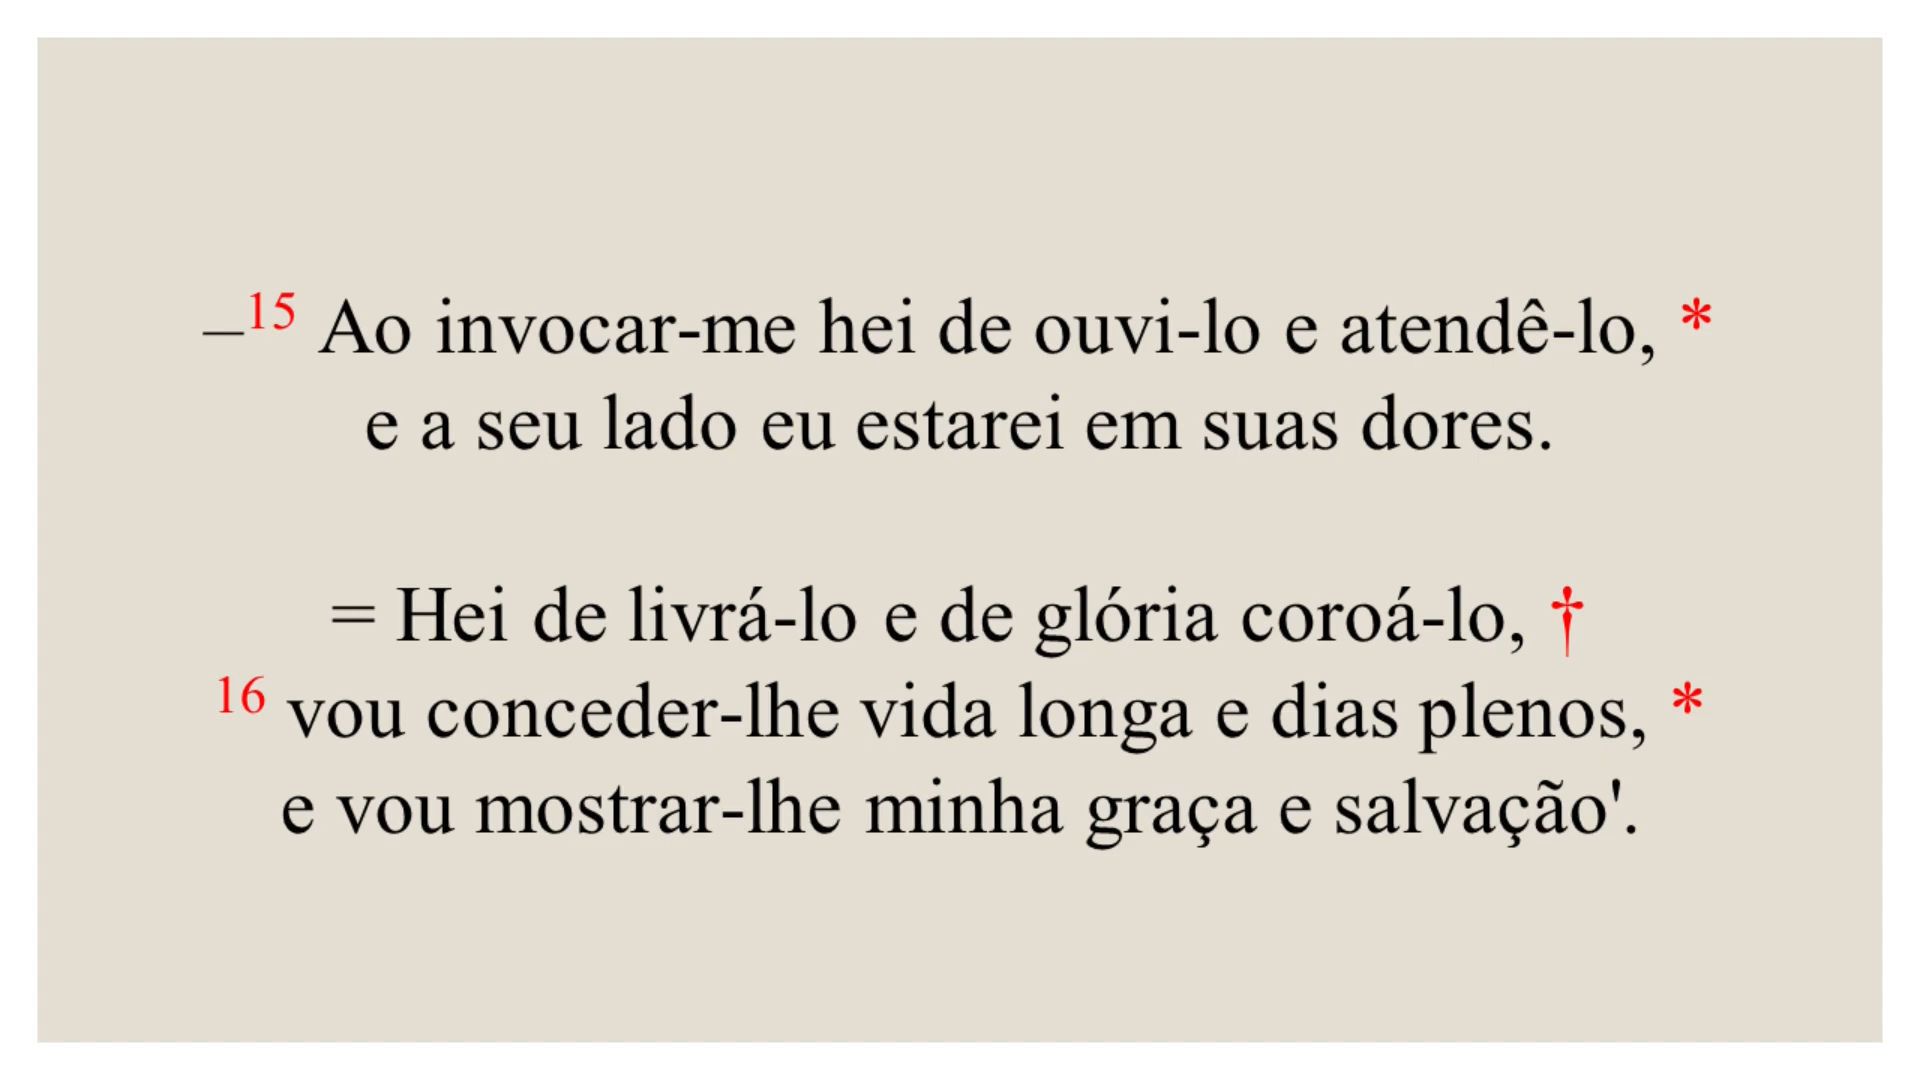 –15 Ao invocar-me hei de ouvi-lo e atendê-lo, *
e a seu lado eu estarei em suas dores.
= Hei de livrá-lo e de glória coroá-lo, †
16 vou conceder-lhe vida longa e dias plenos, *
e vou mostrar-lhe minha graça e salvação'.